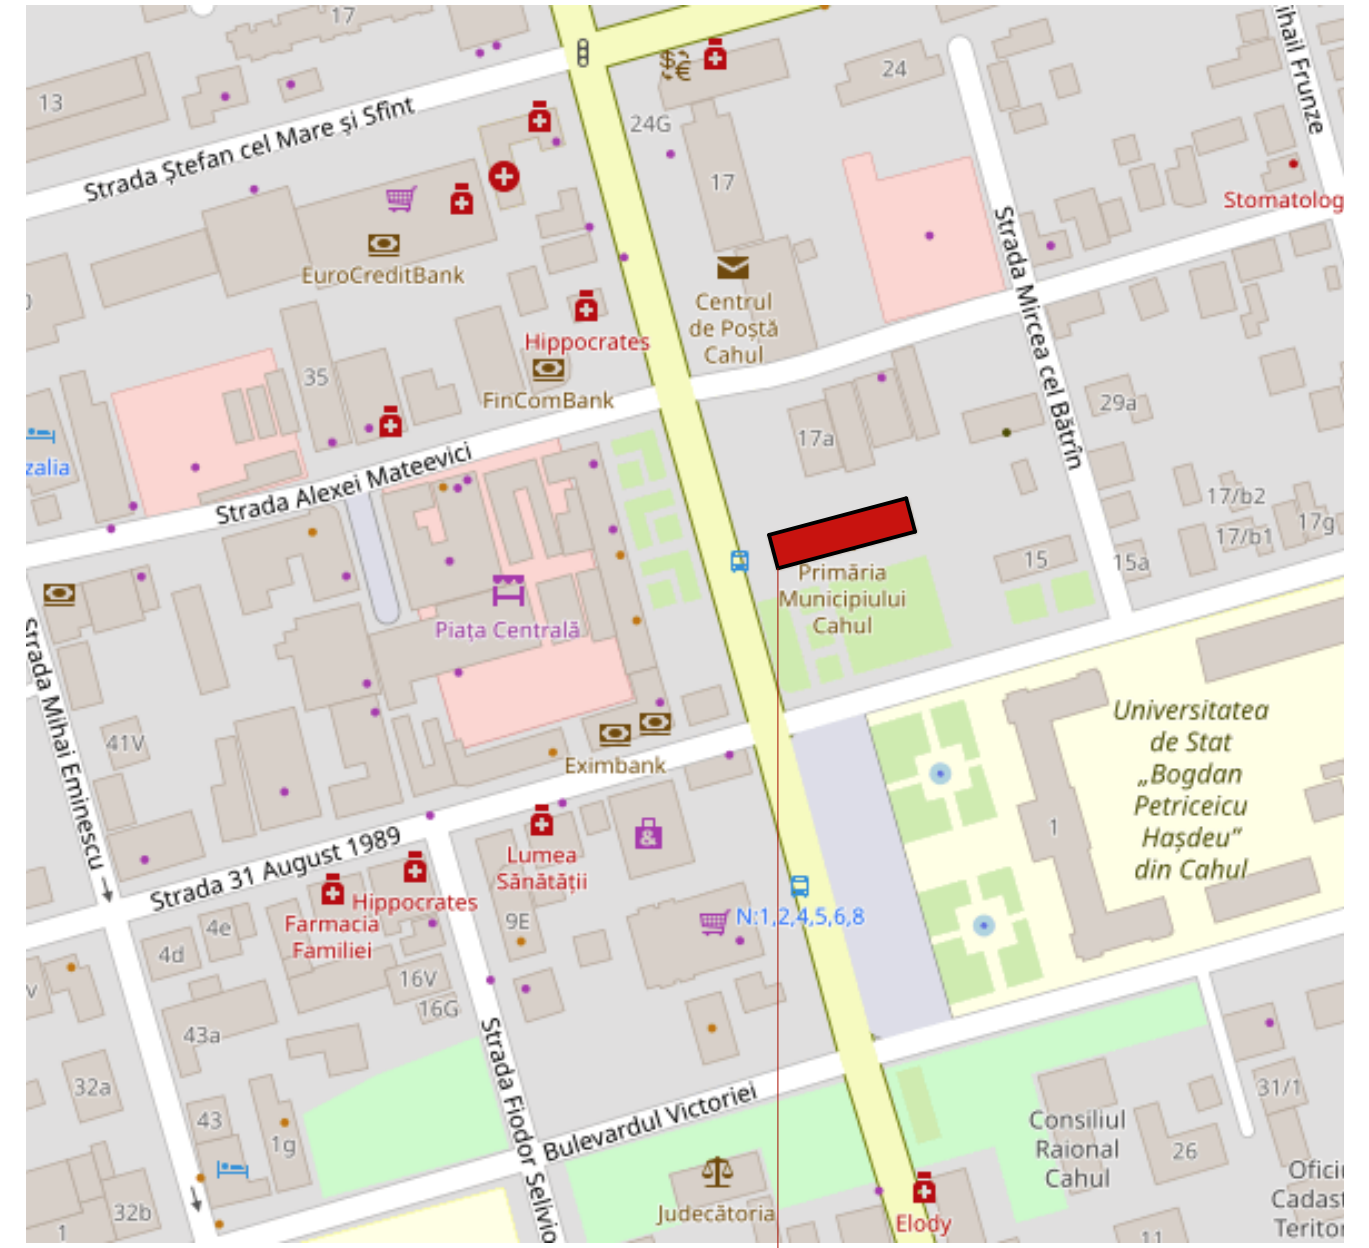 17
13
Strada Ștefan cel Mare și Sfînt
24G
24
ihail Frunze
17
Stomatolog
EuroCreditBank
Centrul
de Poștă
Cahul
Hippocrates
FinComBank
35
Strada Mircea cel Bătrîn
29a
17a
zalia
Strada Alexei Mateevici
17/b2
17g
17/b1
15
15a
Primăria
Municipiului
Cahul
Piața Centrală
Strada Mihai Eminescu
41V
Eximbank
Universitatea
de Stat
„Bogdan
Petriceicu
Hașdeu”
din Cahul
1
Strada 31 August 1989
Lumea
Sănătății
Hippocrates
Farmacia
Familiei
9E
N:1,2,4,5,6,8
4e
4d
v
16V
16G
43a
32a
43
1g
Strada Fiodor Selivio
Bulevardul Victoriei
Consiliul
Raional
Cahul
26
31/1
Oficiu
Cadast
Teritor
Judecătoria
Elody
32b
1
11